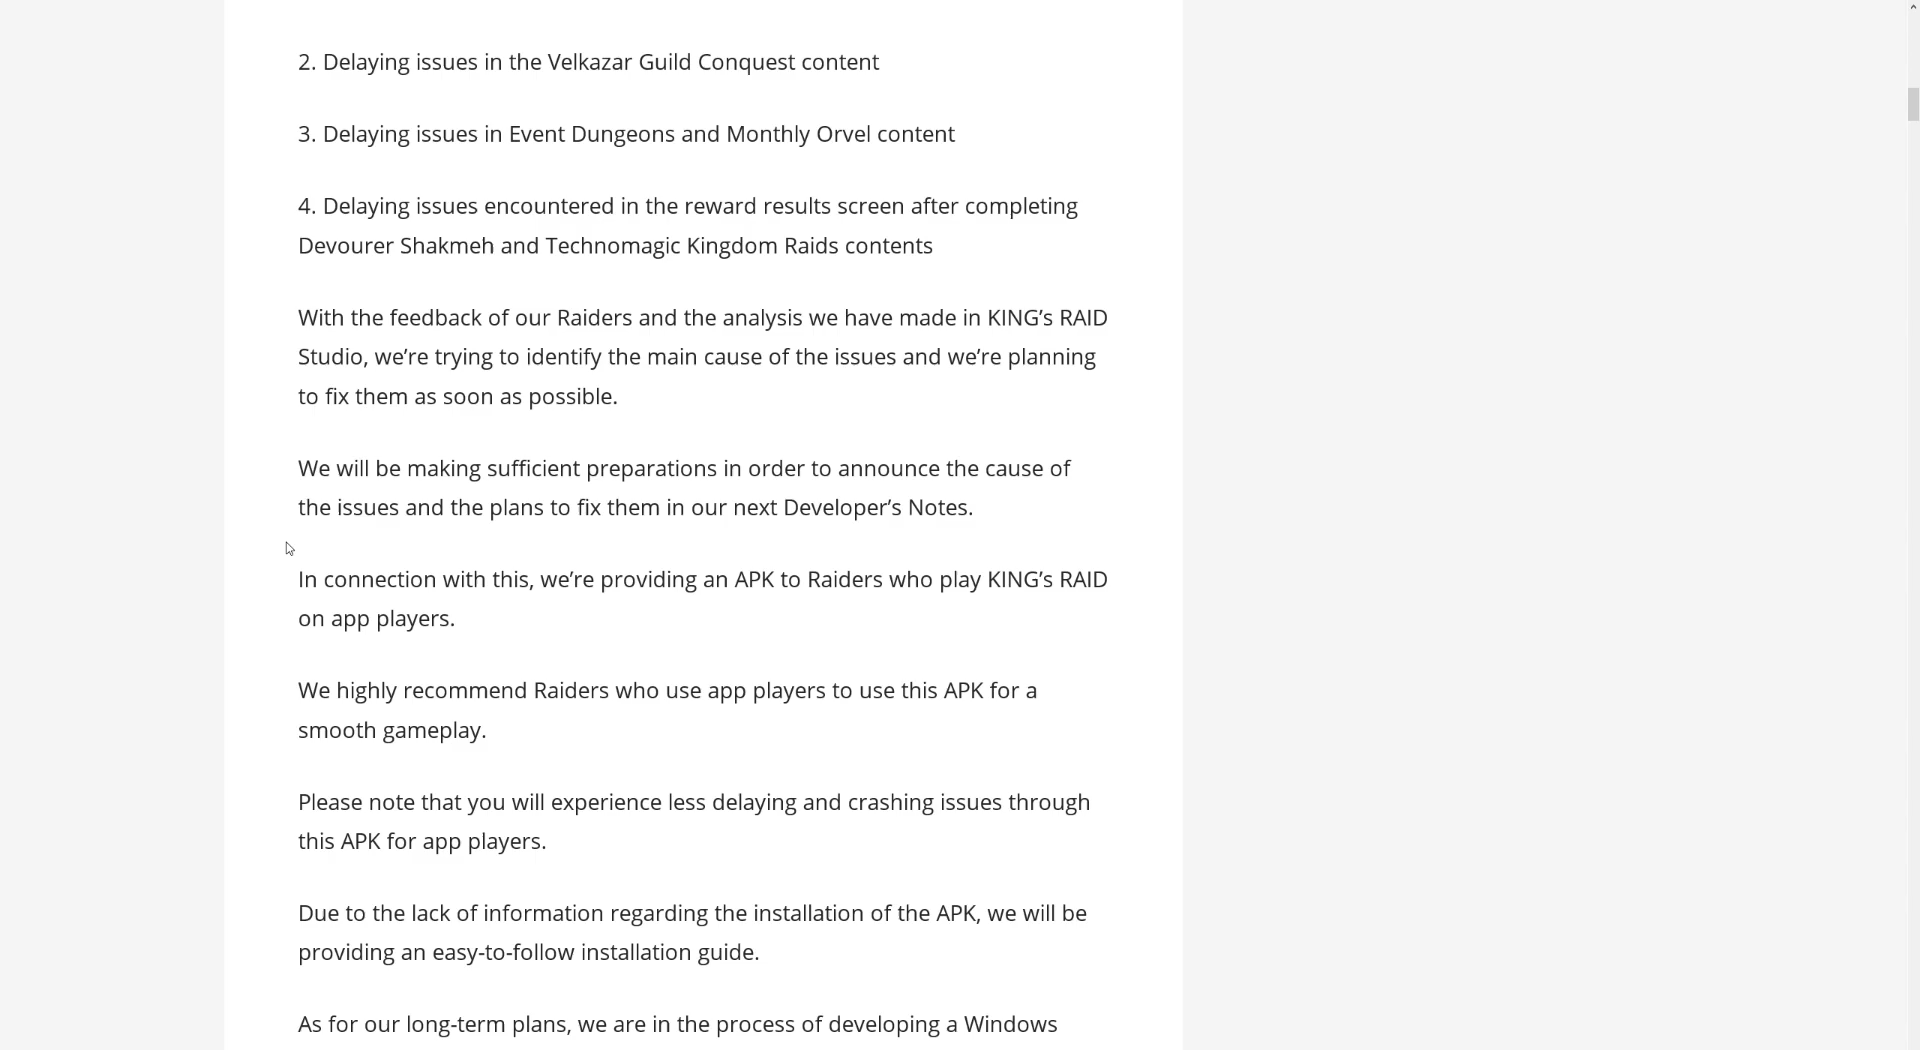 2. Delaying issues in the Velkazar Guild Conquest content
3. Delaying issues in Event Dungeons and Monthly Orvel content
4. Delaying issues encountered in the reward results screen after completing
Devourer Shakmeh and Technomagic Kingdom Raids contents
With the feedback of our Raiders and the analysis we have made in KING’s RAID
Studio, we’re trying to identify the main cause of the issues and we’re planning
to fix them as soon as possible.
We will be making sufficient preparations in order to announce the cause of
the issues and the plans to fix them in our next Developer’s Notes.
In connection with this, we’re providing an APK to Raiders who play KING’s RAID
on app players.
We highly recommend Raiders who use app players to use this APK for a
smooth gameplay.
Please note that you will experience less delaying and crashing issues through
this APK for app players.
Due to the lack of information regarding the installation of the APK, we will be
providing an easy-to-follow installation guide.
As for our long-term plans, we are in the process of developing a Windows